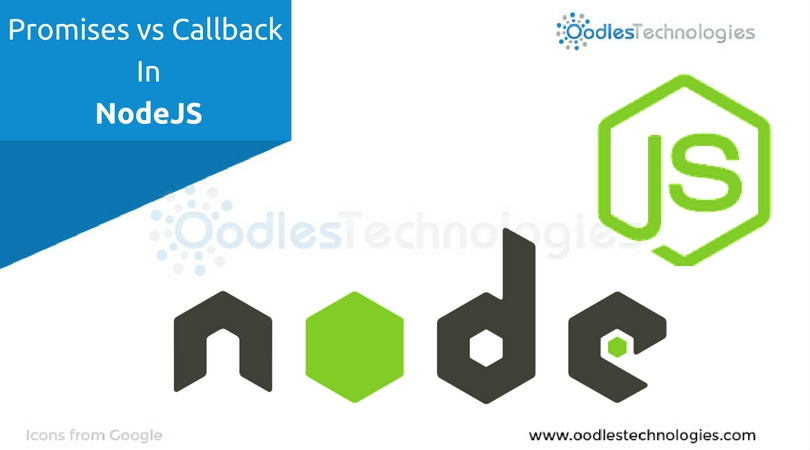 Promises vs Callback
In
NodeJS
OodlesTechnologies
JS
OodlesTechnologies
node
Icons from Google
www.oodlestechnologies.com